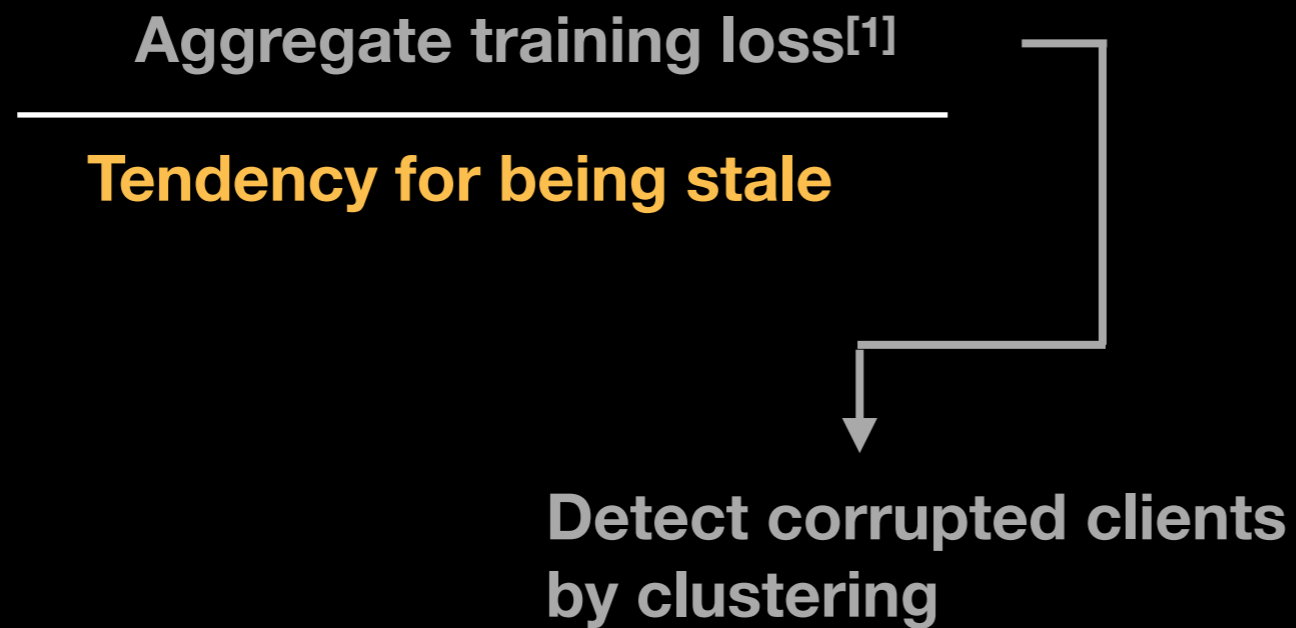 Aggregate training loss[1]
Tendency for being stale
Detect corrupted clients
by clustering